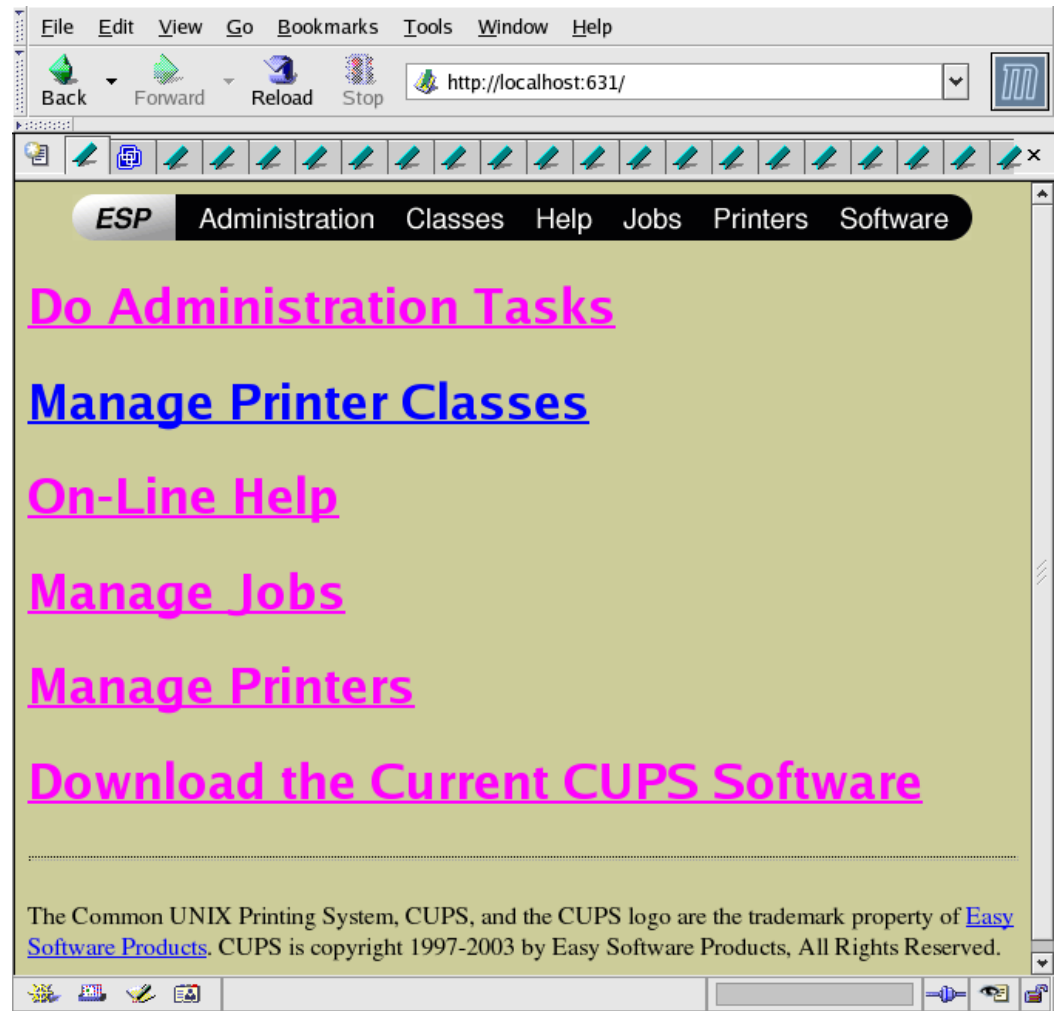 File Edit View Go Bookmarks Tools Window Help
Back Forward Reload Stop http://localhost:631/
ESP Administration Classes Help Jobs Printers Software
Do Administration Tasks
Manage Printer Classes
On-Line Help
Manage Jobs
Manage Printers
Download the Current CUPS Software
The Common UNIX Printing System, CUPS, and the CUPS logo are the trademark property of Easy
Software Products. CUPS is copyright 1997-2003 by Easy Software Products, All Rights Reserved.